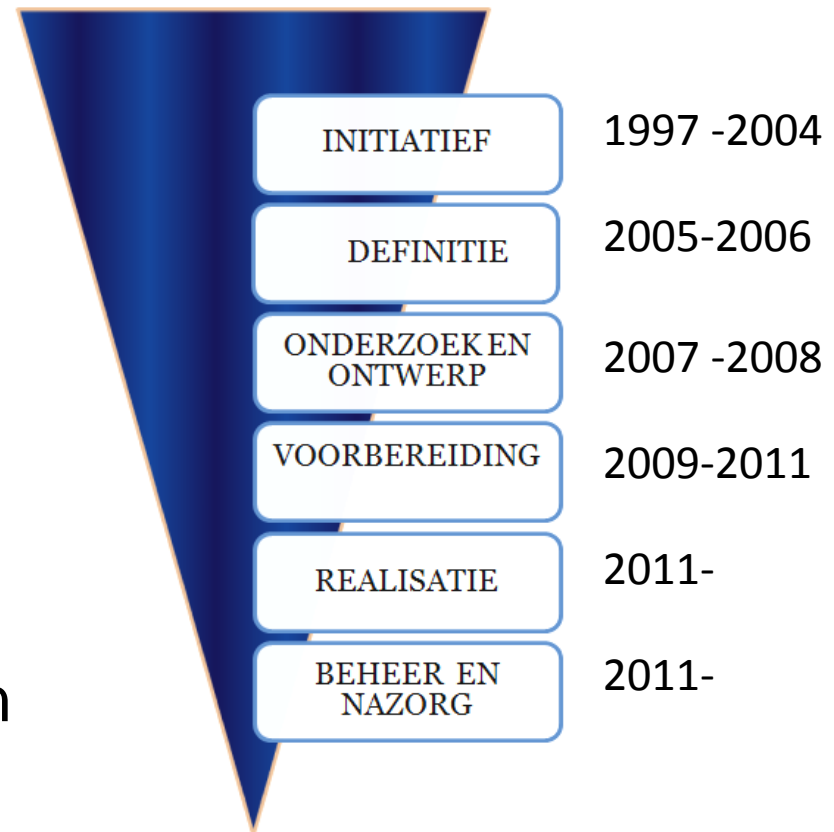 INITIATIEF
1997 -2004
DEFINITIE
2005-2006
ONDERZOEK EN
ONTWERP
2007 -2008
VOORBEREIDING
2009-2011
REALISATIE
2011-
BEHEER EN
NAZORG
2011-
n